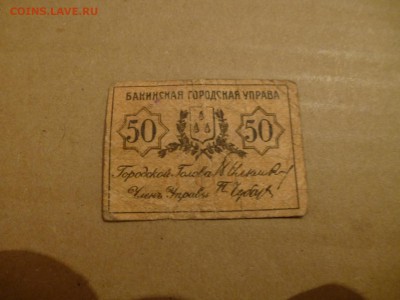 COINS.LAVE.RU
БАКИНСКАЯ ГОРОДСКАЯ УПРАВА
50 50
Городской Голова
Членъ Управы